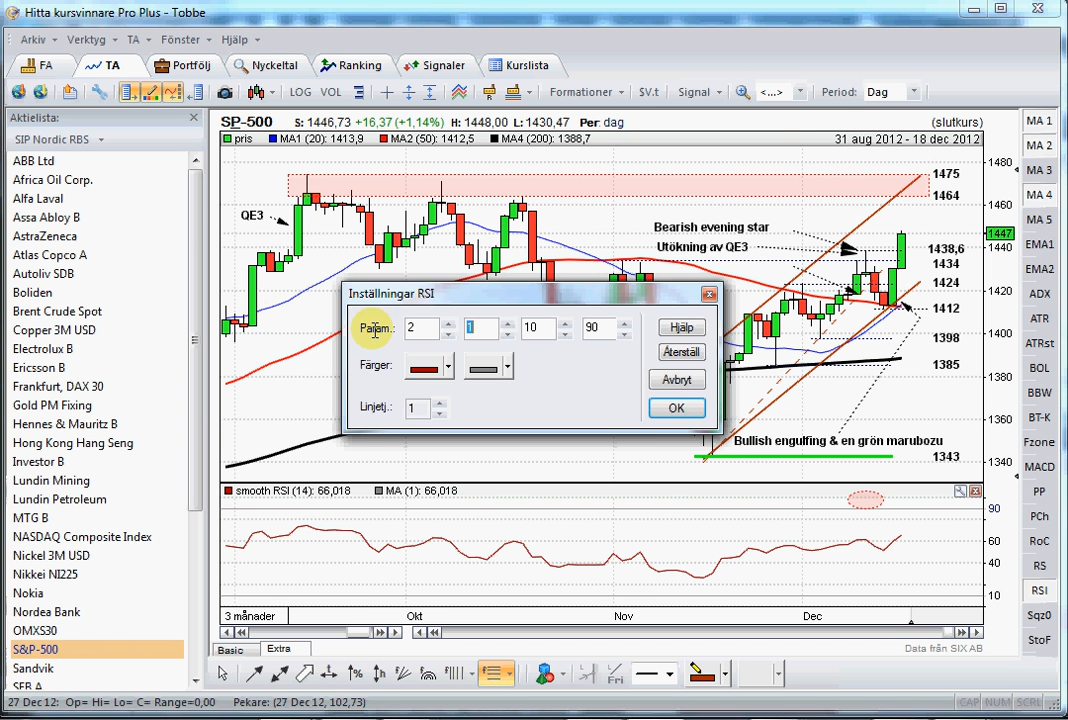 Hitta kursvinnare Pro Plus - Tobbe
Arkiv Verktyg TA Fönster Hjälp
FA TA Portfölj Nyckeltal Ranking Signaler Kurslista
LOG VOL Formationer $V.t Signal <...> Period: Dag
Aktielista:
SIP Nordic RBS
ABB Ltd
Africa Oil Corp.
Alfa Laval
Assa Abloy B
AstraZeneca
Atlas Copco A
Autoliv SDB
Boliden
Brent Crude Spot
Copper 3M USD
Electrolux B
Ericsson B
Frankfurt, DAX 30
Gold PM Fixing
Hennes & Mauritz B
Hong Kong Hang Seng
Investor B
Lundin Mining
Lundin Petroleum
MTG B
NASDAQ Composite Index
Nickel 3M USD
Nikkei NI225
Nokia
Nordea Bank
OMXS30
S&P-500
Sandvik
SEB A
SP-500 S: 1446,73 +16,37 (+1,14%) H: 1448,00 L: 1430,47 Per: dag (slutkurs)
pris MA1 (20): 1413,9 MA2 (50): 1412,5 MA4 (200): 1388,7 31 aug 2012 - 18 dec 2012
QE3
Bearish evening star
Utökning av QE3
Bullish engulfing & en grön marubozu
1475
1464
1438,6
1434
1424
1412
1398
1385
1343
1480
1460
1447
1420
1400
1380
1360
1340
Inställningar RSI
Param.: 2 1 10 90 Hjälp
Återställ
Färger:
Avbryt
Linjetj.: 1 OK
smooth RSI (14): 66,018 MA (1): 66,018
90
60
40
10
3 månader Okt Nov Dec
Basic Extra Data från SIX AB
Fri
MA 1
MA 2
MA 3
MA 4
MA 5
EMA1
EMA2
ADX
ATR
ATRst
BOL
BBW
BT-K
Fzone
MACD
PP
PCh
RoC
RS
RSI
Sqz0
StoF
27 Dec 12: Op= Hi= Lo= C= Range=0,00 Pekare: (27 Dec 12, 102,73) CAP NUM SCRL